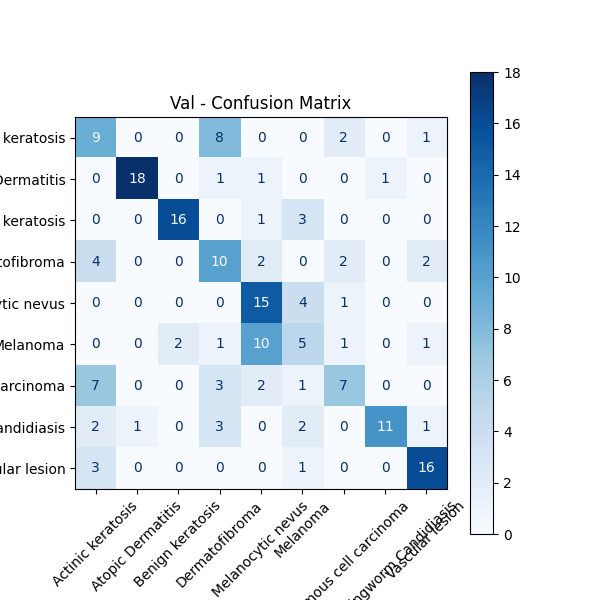 Val - Confusion Matrix
keratosis 9 0 0 8 0 0 2 0 1
Dermatitis 0 18 0 1 1 0 0 1 0
keratosis 0 0 16 0 1 3 0 0 0
tofibroma 4 0 0 10 2 0 2 0 2
ytic nevus 0 0 0 0 15 4 1 0 0
Melanoma 0 0 2 1 10 5 1 0 1
arcinoma 7 0 0 3 2 1 7 0 0
andidiasis 2 1 0 3 0 2 0 11 1
ular lesion 3 0 0 0 0 1 0 0 16
Actinic keratosis
Atopic Dermatitis
Benign keratosis
Dermatofibroma
Melanocytic nevus
Melanoma
mous cell carcinoma
ngworm Candidiasis
Vascular lesion
18
16
14
12
10
8
6
4
2
0